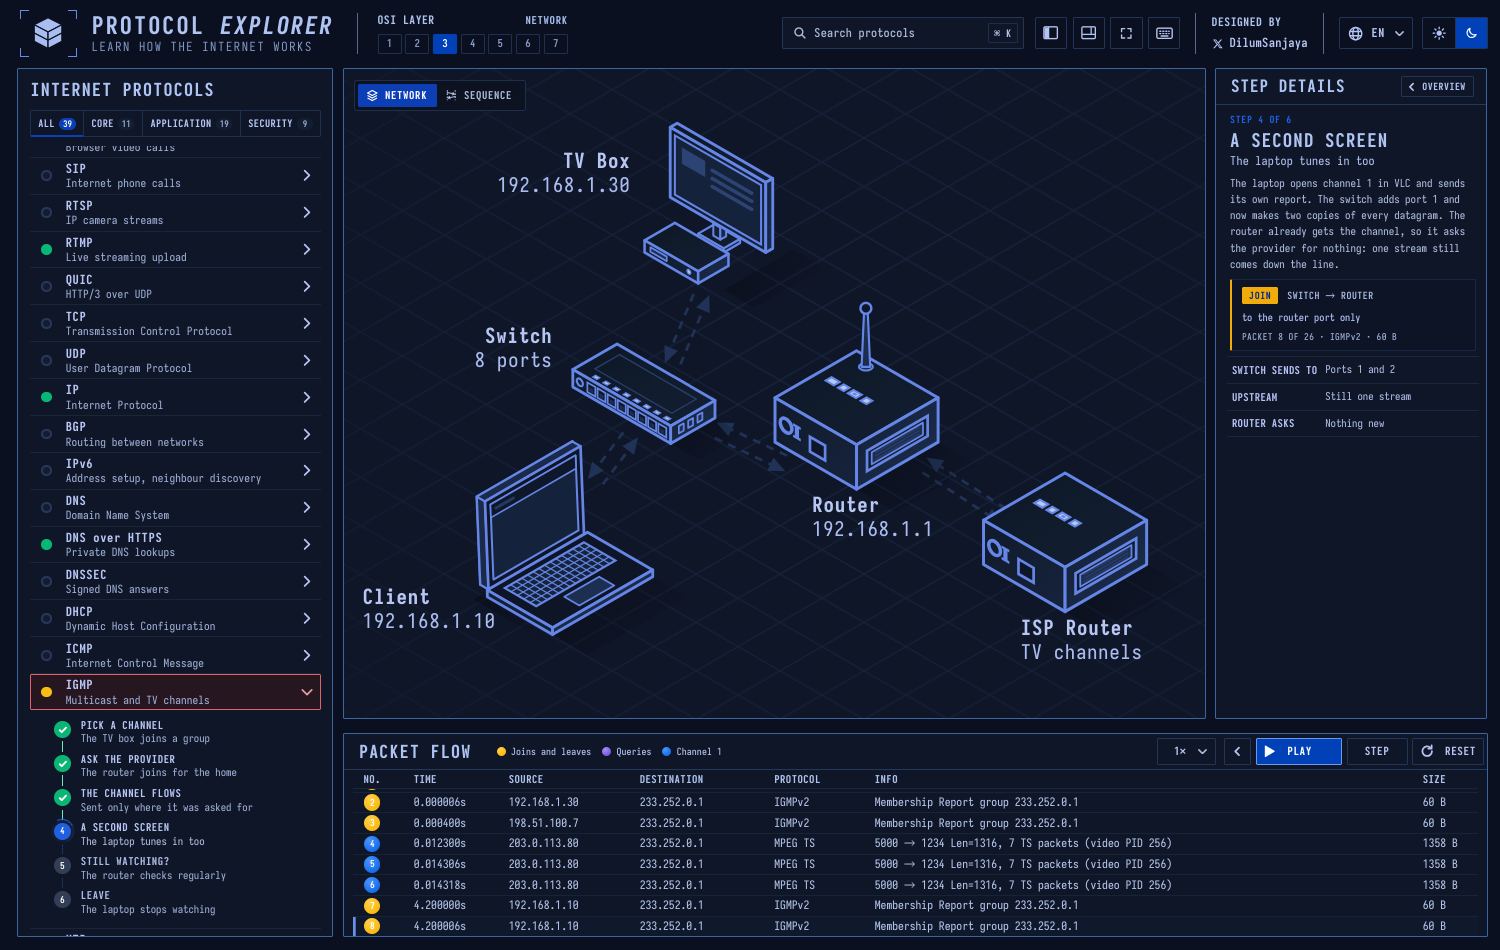 PROTOCOL EXPLORER
LEARN HOW THE INTERNET WORKS
OSI LAYER NETWORK
1 2 3 4 5 6 7
Search protocols ⌘ K
DESIGNED BY
DilumSanjaya
EN
INTERNET PROTOCOLS
ALL 39 CORE 11 APPLICATION 19 SECURITY 9
Browser video calls
SIP
Internet phone calls
RTSP
IP camera streams
RTMP
Live streaming upload
QUIC
HTTP/3 over UDP
TCP
Transmission Control Protocol
UDP
User Datagram Protocol
IP
Internet Protocol
BGP
Routing between networks
IPv6
Address setup, neighbour discovery
DNS
Domain Name System
DNS over HTTPS
Private DNS lookups
DNSSEC
Signed DNS answers
DHCP
Dynamic Host Configuration
ICMP
Internet Control Message
IGMP
Multicast and TV channels
PICK A CHANNEL
The TV box joins a group
ASK THE PROVIDER
The router joins for the home
THE CHANNEL FLOWS
Sent only where it was asked for
4 A SECOND SCREEN
The laptop tunes in too
5 STILL WATCHING?
The router checks regularly
6 LEAVE
The laptop stops watching
NETWORK SEQUENCE
TV Box
192.168.1.30
Switch
8 ports
Router
192.168.1.1
Client
192.168.1.10
ISP Router
TV channels
STEP DETAILS OVERVIEW
STEP 4 OF 6
A SECOND SCREEN
The laptop tunes in too
The laptop opens channel 1 in VLC and sends
its own report. The switch adds port 1 and
now makes two copies of every datagram. The
router already gets the channel, so it asks
the provider for nothing: one stream still
comes down the line.
JOIN SWITCH → ROUTER
to the router port only
PACKET 8 OF 26 · IGMPv2 · 60 B
SWITCH SENDS TO Ports 1 and 2
UPSTREAM Still one stream
ROUTER ASKS Nothing new
PACKET FLOW Joins and leaves Queries Channel 1 1× PLAY STEP RESET
NO. TIME SOURCE DESTINATION PROTOCOL INFO SIZE
2 0.000006s 192.168.1.30 233.252.0.1 IGMPv2 Membership Report group 233.252.0.1 60 B
3 0.000400s 198.51.100.7 233.252.0.1 IGMPv2 Membership Report group 233.252.0.1 60 B
4 0.012300s 203.0.113.80 233.252.0.1 MPEG TS 5000 → 1234 Len=1316, 7 TS packets (video PID 256) 1358 B
5 0.014306s 203.0.113.80 233.252.0.1 MPEG TS 5000 → 1234 Len=1316, 7 TS packets (video PID 256) 1358 B
6 0.014318s 203.0.113.80 233.252.0.1 MPEG TS 5000 → 1234 Len=1316, 7 TS packets (video PID 256) 1358 B
7 4.200000s 192.168.1.10 233.252.0.1 IGMPv2 Membership Report group 233.252.0.1 60 B
8 4.200006s 192.168.1.10 233.252.0.1 IGMPv2 Membership Report group 233.252.0.1 60 B